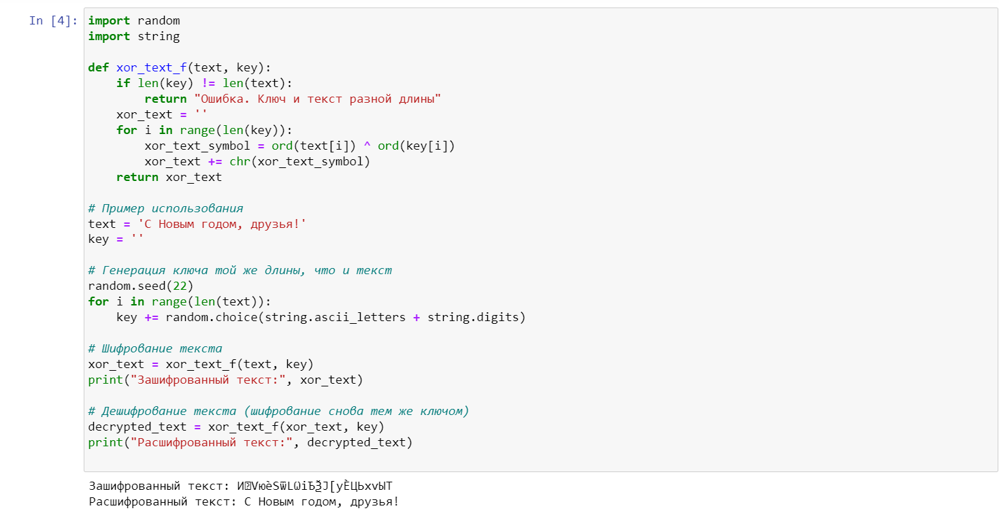 In [4]:
import random
import string
def xor_text_f(text, key):
    if len(key) != len(text):
        return "Ошибка. Ключ и текст разной длины"
    xor_text = ''
    for i in range(len(key)):
        xor_text_symbol = ord(text[i]) ^ ord(key[i])
        xor_text += chr(xor_text_symbol)
    return xor_text
# Пример использования
text = 'С Новым годом, друзья!'
key = ''
# Генерация ключа той же длины, что и текст
random.seed(22)
for i in range(len(text)):
    key += random.choice(string.ascii_letters + string.digits)
# Шифрование текста
xor_text = xor_text_f(text, key)
print("Зашифрованный текст:", xor_text)
# Дешифрование текста (шифрование снова тем же ключом)
decrypted_text = xor_text_f(xor_text, key)
print("Расшифрованный текст:", decrypted_text)
Зашифрованный текст:
Расшифрованный текст: С Новым годом, друзья!